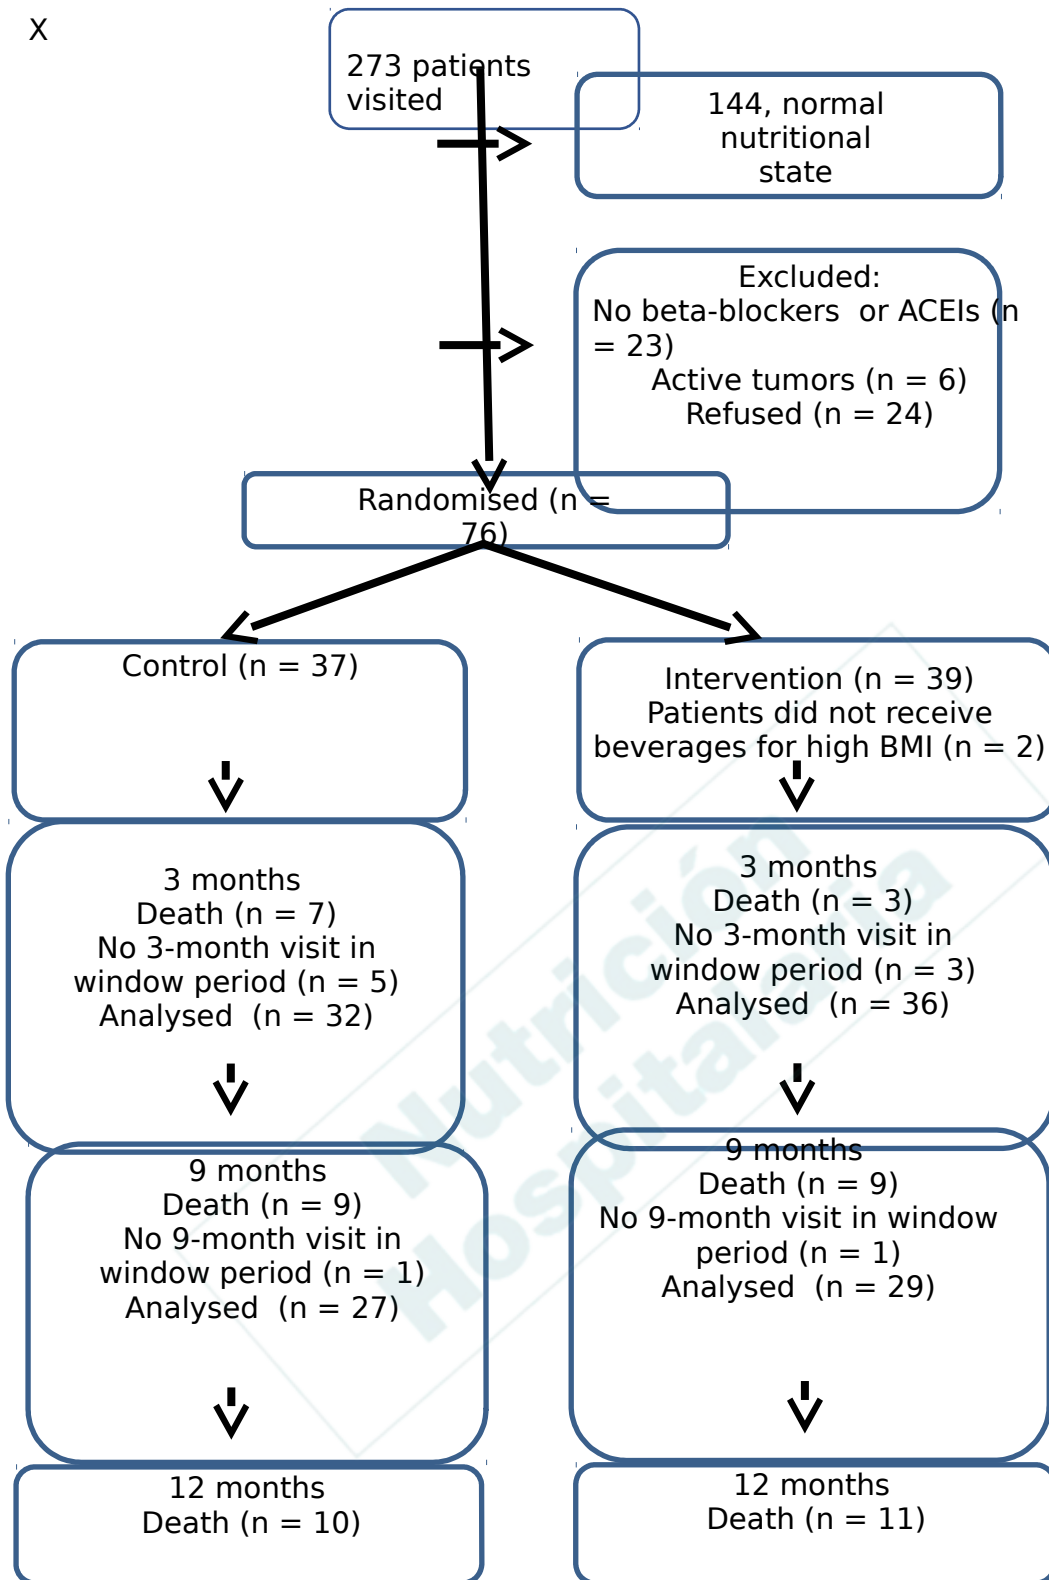 X
273 patients
visited
144, normal
nutritional
state
Excluded:
No beta-blockers or ACEIs (n
= 23)
Active tumors (n = 6)
Refused (n = 24)
Randomised (n =
76)
Control (n = 37)
Intervention (n = 39)
Patients did not receive
beverages for high BMI (n = 2)
3 months
Death (n = 7)
No 3-month visit in
window period (n = 5)
Analysed (n = 32)
3 months
Death (n = 3)
No 3-month visit in
window period (n = 3)
Analysed (n = 36)
9 months
Death (n = 9)
No 9-month visit in
window period (n = 1)
Analysed (n = 27)
9 months
Death (n = 9)
No 9-month visit in window
period (n = 1)
Analysed (n = 29)
12 months
Death (n = 10)
12 months
Death (n = 11)
Nutrición
Hospitalaria